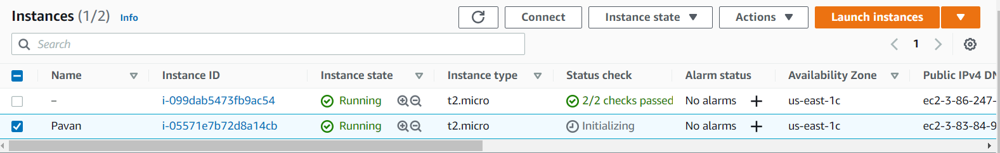 Instances (1/2) Info Connect Instance state Actions Launch instances
Search 1
Name Instance ID Instance state Instance type Status check Alarm status Availability Zone Public IPv4 DN
– i-099dab5473fb9ac54 Running t2.micro 2/2 checks passed No alarms + us-east-1c ec2-3-86-247-
Pavan i-05571e7b72d8a14cb Running t2.micro Initializing No alarms + us-east-1c ec2-3-83-84-9